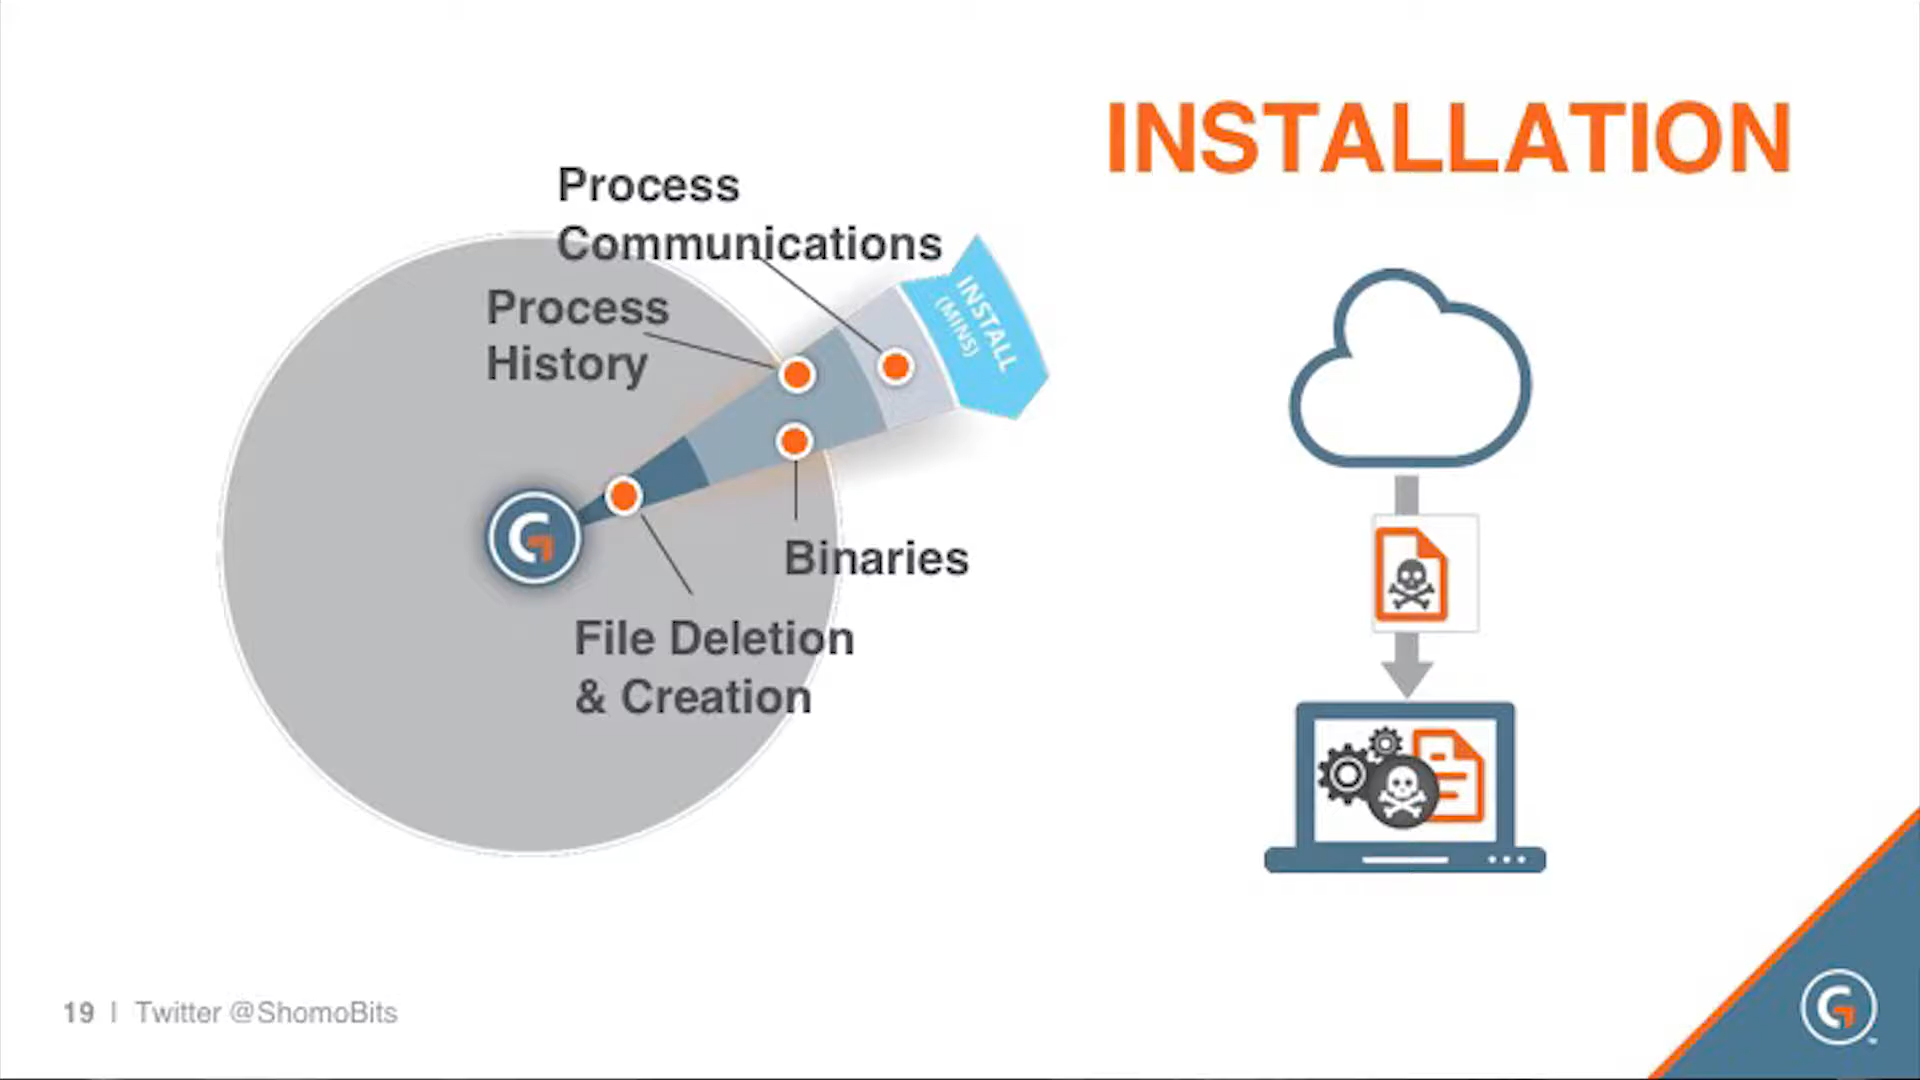 INSTALLATION
Process
Communications
Process
History
INSTALL
(MINS)
Binaries
File Deletion
& Creation
19 | Twitter @ShomoBits